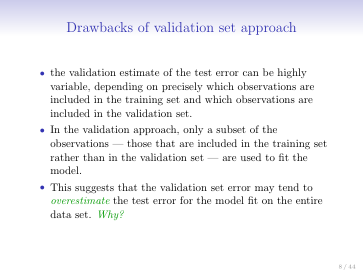 Drawbacks of validation set approach
• the validation estimate of the test error can be highly
variable, depending on precisely which observations are
included in the training set and which observations are
included in the validation set.
• In the validation approach, only a subset of the
observations — those that are included in the training set
rather than in the validation set — are used to fit the
model.
• This suggests that the validation set error may tend to
overestimate the test error for the model fit on the entire
data set. Why?
8 / 44